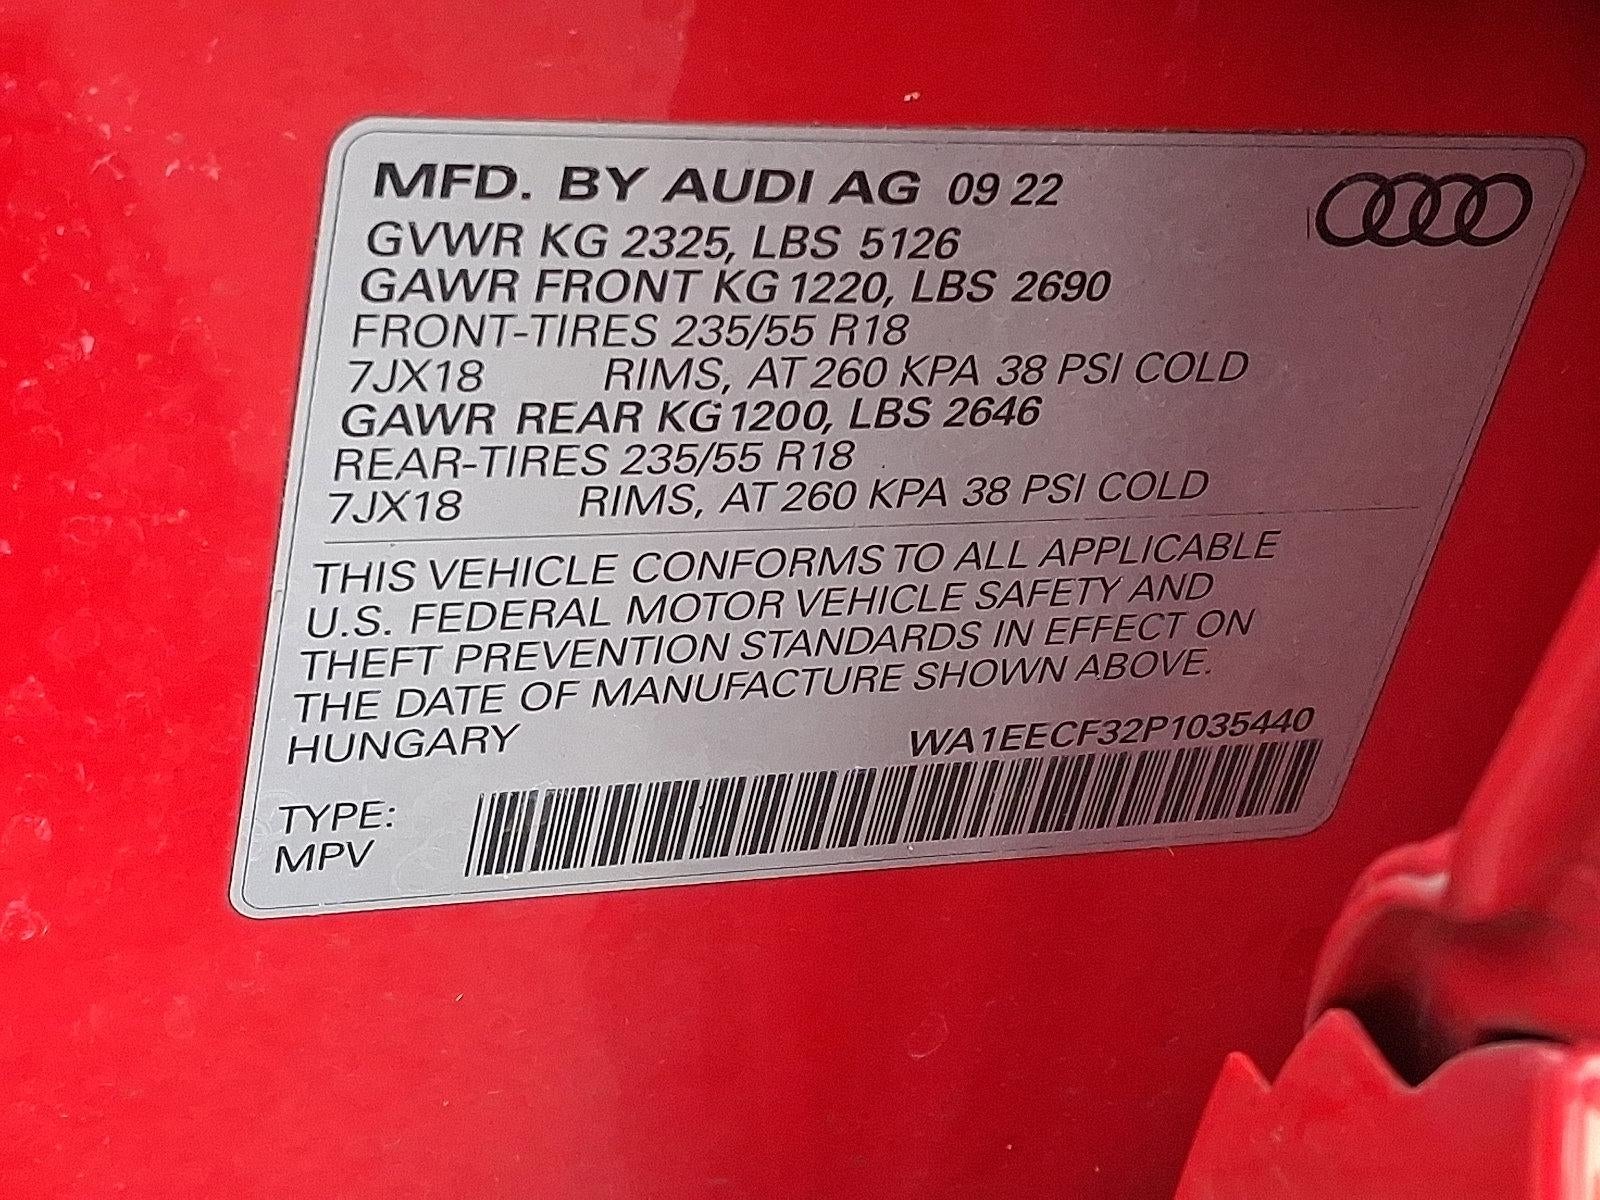 MFD. BY AUDI AG 09 22
GVWR KG 2325, LBS 5126
GAWR FRONT KG 1220, LBS 2690
FRONT-TIRES 235/55 R18
7JX18 RIMS, AT 260 KPA 38 PSI COLD
GAWR REAR KG 1200, LBS 2646
REAR-TIRES 235/55 R18
7JX18 RIMS, AT 260 KPA 38 PSI COLD
THIS VEHICLE CONFORMS TO ALL APPLICABLE
U.S. FEDERAL MOTOR VEHICLE SAFETY AND
THEFT PREVENTION STANDARDS IN EFFECT ON
THE DATE OF MANUFACTURE SHOWN ABOVE.
HUNGARY WA1EECF32P1035440
TYPE:
MPV